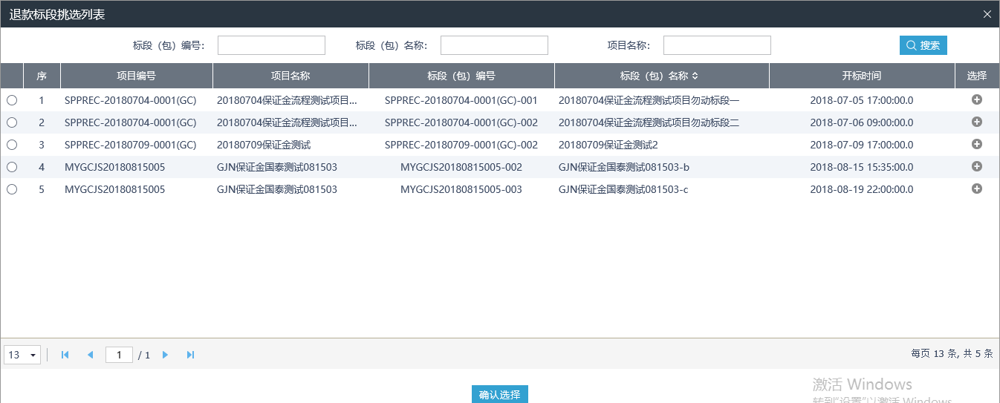 退款标段挑选列表
标段（包）编号： 标段（包）名称： 项目名称： 搜索
序 项目编号 项目名称 标段（包）编号 标段（包）名称 开标时间 选择
1 SPPREC-20180704-0001(GC) 20180704保证金流程测试项目... SPPREC-20180704-0001(GC)-001 20180704保证金流程测试项目勿动标段一 2018-07-05 17:00:00.0
2 SPPREC-20180704-0001(GC) 20180704保证金流程测试项目... SPPREC-20180704-0001(GC)-002 20180704保证金流程测试项目勿动标段二 2018-07-06 09:00:00.0
3 SPPREC-20180709-0001(GC) 20180709保证金测试 SPPREC-20180709-0001(GC)-002 20180709保证金测试2 2018-07-09 17:00:00.0
4 MYGCJS20180815005 GJN保证金国泰测试081503 MYGCJS20180815005-002 GJN保证金国泰测试081503-b 2018-08-15 15:35:00.0
5 MYGCJS20180815005 GJN保证金国泰测试081503 MYGCJS20180815005-003 GJN保证金国泰测试081503-c 2018-08-19 22:00:00.0
13 1 / 1 每页 13 条, 共 5 条
确认选择
激活 Windows
转到“设置”以激活 Windows